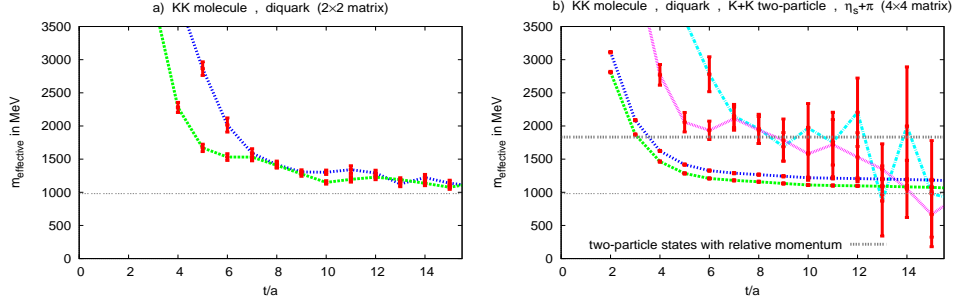 a) KK molecule , diquark (2×2 matrix)
m_effective in MeV
3500
3000
2500
2000
1500
1000
500
0
0 2 4 6 8 10 12 14
t/a
b) KK molecule , diquark , K+K two-particle , η_s+π (4×4 matrix)
m_effective in MeV
3500
3000
2500
2000
1500
1000
500
0
two-particle states with relative momentum
0 2 4 6 8 10 12 14
t/a